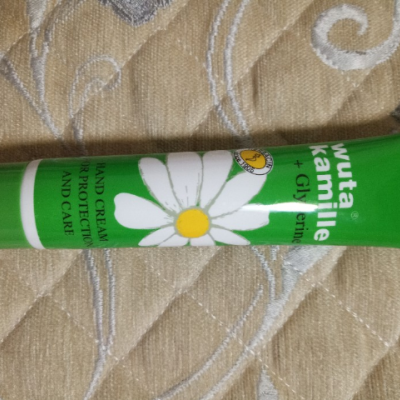 wuta®
kamille
+ Glycerine
HAND CREAM
FOR PROTECTION
AND CARE